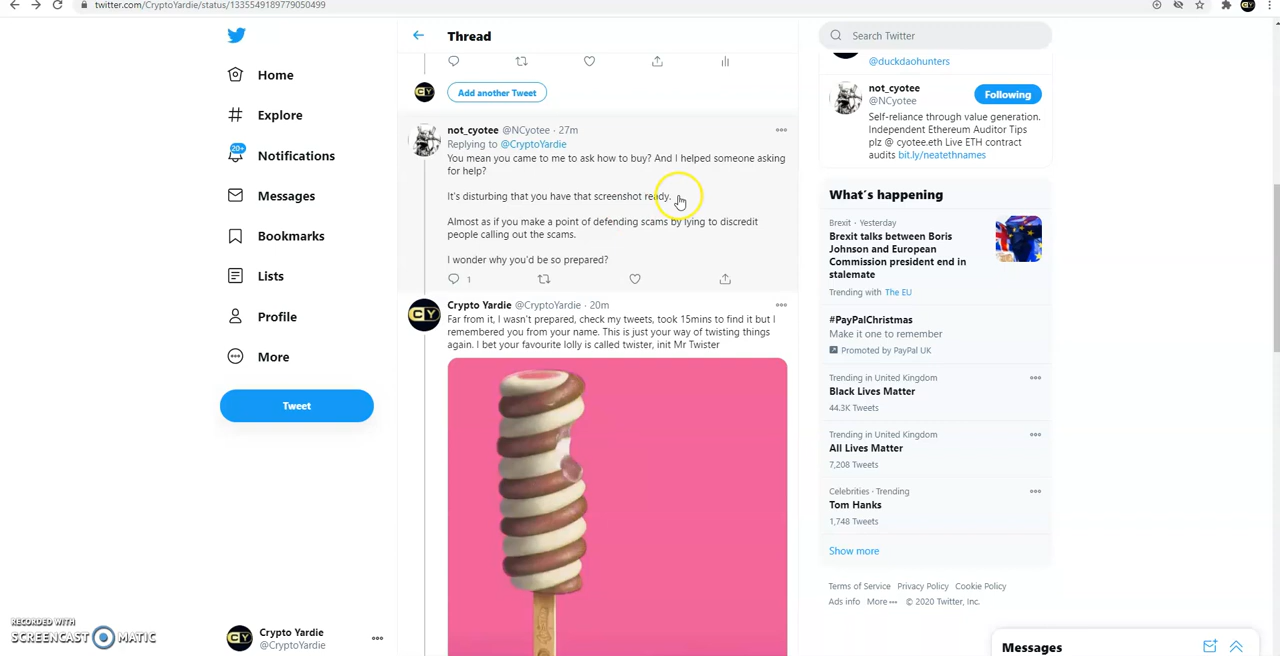 twitter.com/CryptoYardie/status/1335549189779050499
Home
Explore
20+
Notifications
Messages
Bookmarks
Lists
Profile
More
Tweet
RECORDED WITH
SCREENCAST MATIC
CY
Crypto Yardie
@CryptoYardie
Thread
CY
Add another Tweet
not_cyotee @NCyotee · 27m
Replying to @CryptoYardie
You mean you came to me to ask how to buy? And I helped someone asking
for help?
It's disturbing that you have that screenshot ready.
Almost as if you make a point of defending scams by lying to discredit
people calling out the scams.
I wonder why you'd be so prepared?
1
CY
Crypto Yardie @CryptoYardie · 20m
Far from it, I wasn't prepared, check my tweets, took 15mins to find it but I
remembered you from your name. This is just your way of twisting things
again. I bet your favourite lolly is called twister, init Mr Twister
CY
Search Twitter
@duckdaohunters
not_cyotee
@NCyotee
Following
Self-reliance through value generation.
Independent Ethereum Auditor Tips
plz @ cyotee.eth Live ETH contract
audits bit.ly/neatethnames
What's happening
Brexit · Yesterday
Brexit talks between Boris
Johnson and European
Commission president end in
stalemate
Trending with The EU
#PayPalChristmas
Make it one to remember
Promoted by PayPal UK
Trending in United Kingdom
Black Lives Matter
44.3K Tweets
Trending in United Kingdom
All Lives Matter
7,208 Tweets
Celebrities · Trending
Tom Hanks
1,748 Tweets
Show more
Terms of Service Privacy Policy Cookie Policy
Ads info More ··· © 2020 Twitter, Inc.
Messages